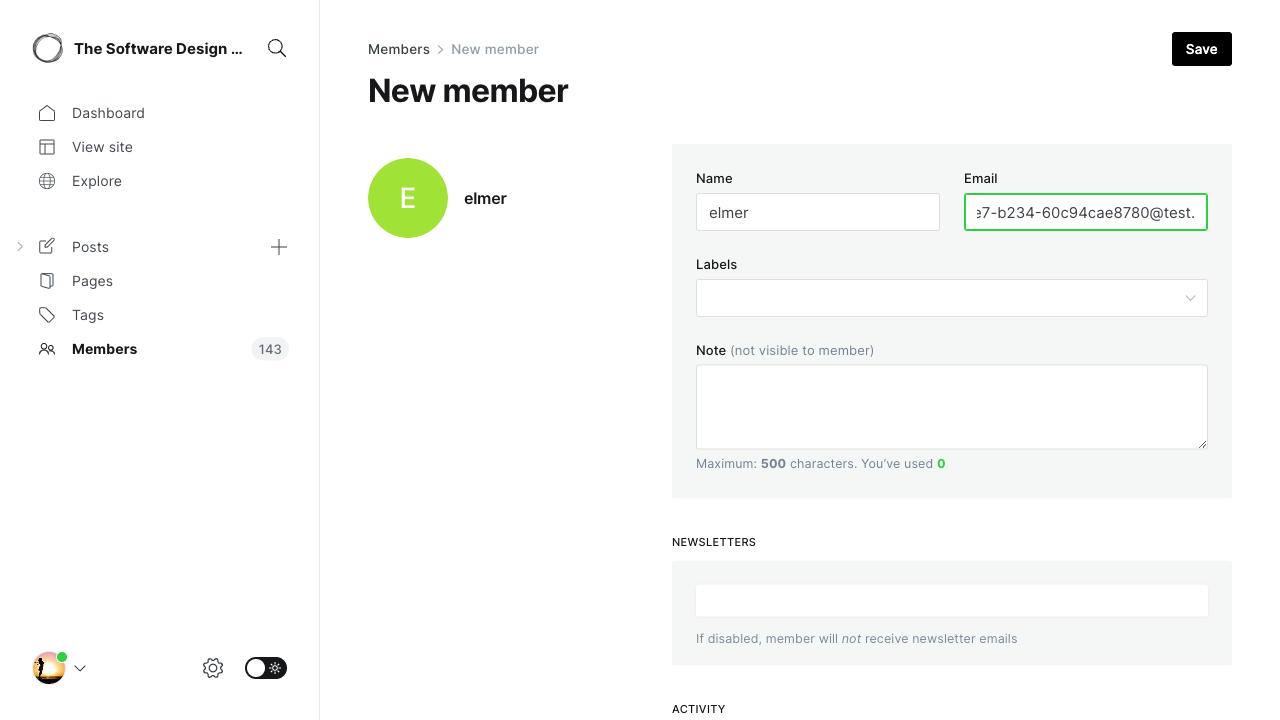 The Software Design ...
Dashboard
View site
Explore
Posts
Pages
Tags
Members
143
Members
New member
Save
New member
E
elmer
Name
Email
elmer
e7-b234-60c94cae8780@test.
Labels
Note (not visible to member)
Maximum: 500 characters. You've used 0
NEWSLETTERS
If disabled, member will not receive newsletter emails
ACTIVITY